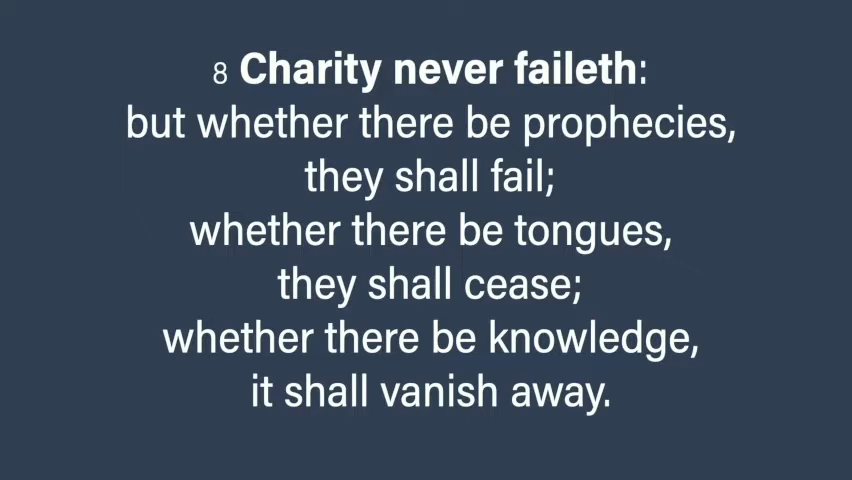 8 Charity never faileth:
but whether there be prophecies,
they shall fail;
whether there be tongues,
they shall cease;
whether there be knowledge,
it shall vanish away.